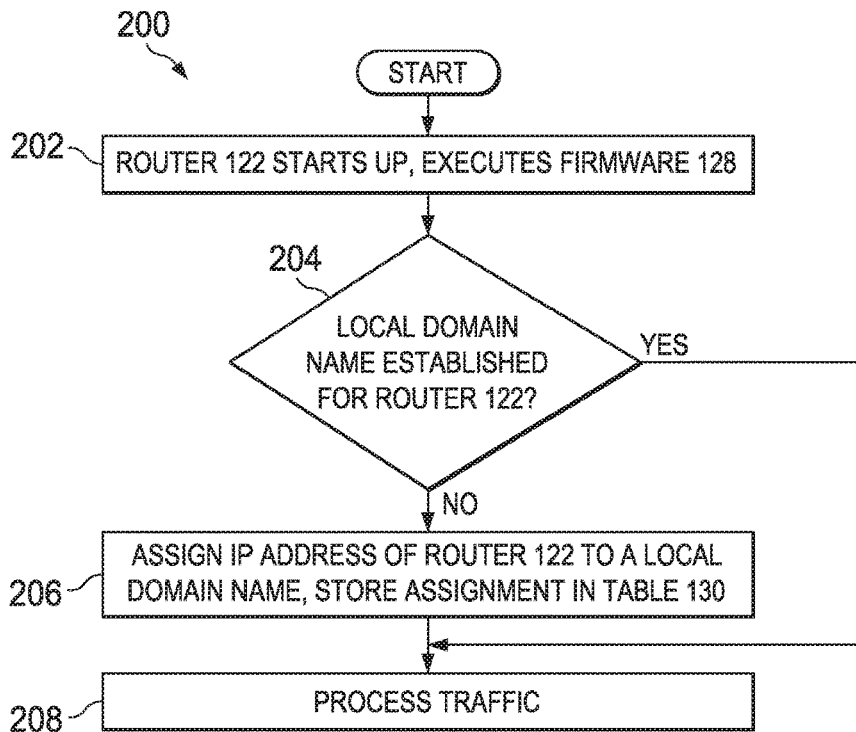 200
START
202
ROUTER 122 STARTS UP, EXECUTES FIRMWARE 128
204
LOCAL DOMAIN
NAME ESTABLISHED
FOR ROUTER 122?
YES
NO
206
ASSIGN IP ADDRESS OF ROUTER 122 TO A LOCAL
DOMAIN NAME, STORE ASSIGNMENT IN TABLE 130
208
PROCESS TRAFFIC